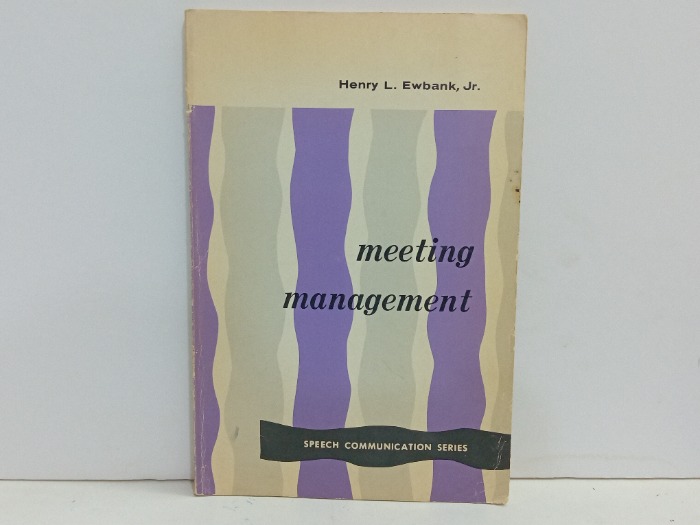 Henry L. Ewbank, Jr.
meeting
management
SPEECH COMMUNICATION SERIES